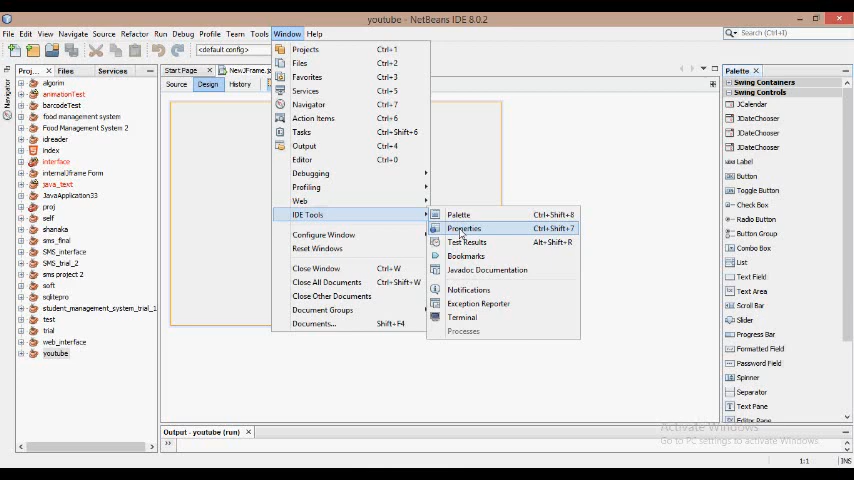 youtube - NetBeans IDE 8.0.2
File Edit View Navigate Source Refactor Run Debug Profile Team Tools Window Help
Search (Ctrl+I)
<default config>
Proj... Files Services
Navigator
algorim
animationTest
barcodeTest
food management system
Food Management System 2
idreader
index
interface
internalJframe Form
java_text
JavaApplication33
proj
self
shanaka
sms_final
SMS_interface
SMS_trial_2
sms project 2
soft
sqlitepro
student_management_system_trial_1
test
trial
web_interface
youtube
Start Page NewJFrame.ja
Source Design History
Projects Ctrl+1
Files Ctrl+2
Favorites Ctrl+3
Services Ctrl+5
Navigator Ctrl+7
Action Items Ctrl+6
Tasks Ctrl+Shift+6
Output Ctrl+4
Editor Ctrl+0
Debugging
Profiling
Web
IDE Tools
Configure Window
Reset Windows
Close Window Ctrl+W
Close All Documents Ctrl+Shift+W
Close Other Documents
Document Groups
Documents... Shift+F4
Palette Ctrl+Shift+8
Properties Ctrl+Shift+7
Test Results Alt+Shift+R
Bookmarks
Javadoc Documentation
Notifications
Exception Reporter
Terminal
Processes
Output - youtube (run)
Palette
Swing Containers
Swing Controls
JCalendar
JDateChooser
JDateChooser
JDateChooser
Label
Button
Toggle Button
Check Box
Radio Button
Button Group
Combo Box
List
Text Field
Text Area
Scroll Bar
Slider
Progress Bar
Formatted Field
Password Field
Spinner
Separator
Text Pane
Editor Pane
Activate Windows
Go to PC settings to activate Windows.
1:1 INS